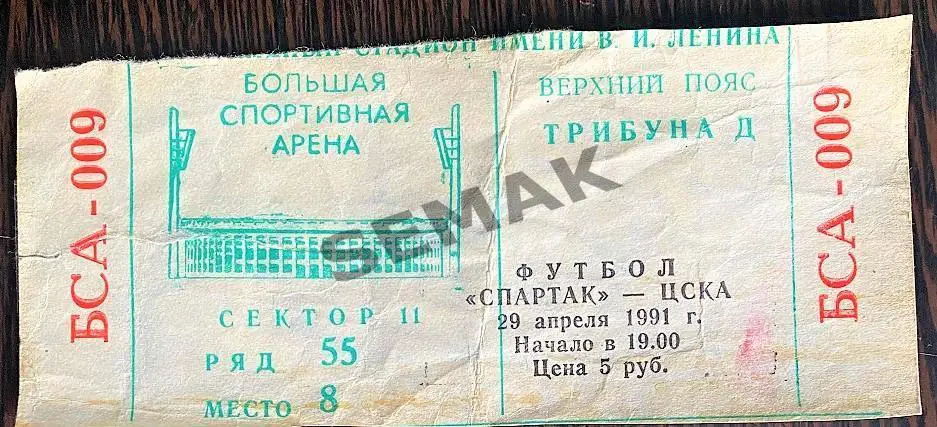 БСА-009
СТАДИОН ИМЕНИ В. И. ЛЕНИНА
БОЛЬШАЯ
СПОРТИВНАЯ
АРЕНА
СЕКТОР 11
РЯД 55
МЕСТО 8
ВЕРХНИЙ ПОЯС
ТРИБУНА Д
ФУТБОЛ
«СПАРТАК» — ЦСКА
29 апреля 1991 г.
Начало в 19.00
Цена 5 руб.
БСА-009
SEMAK